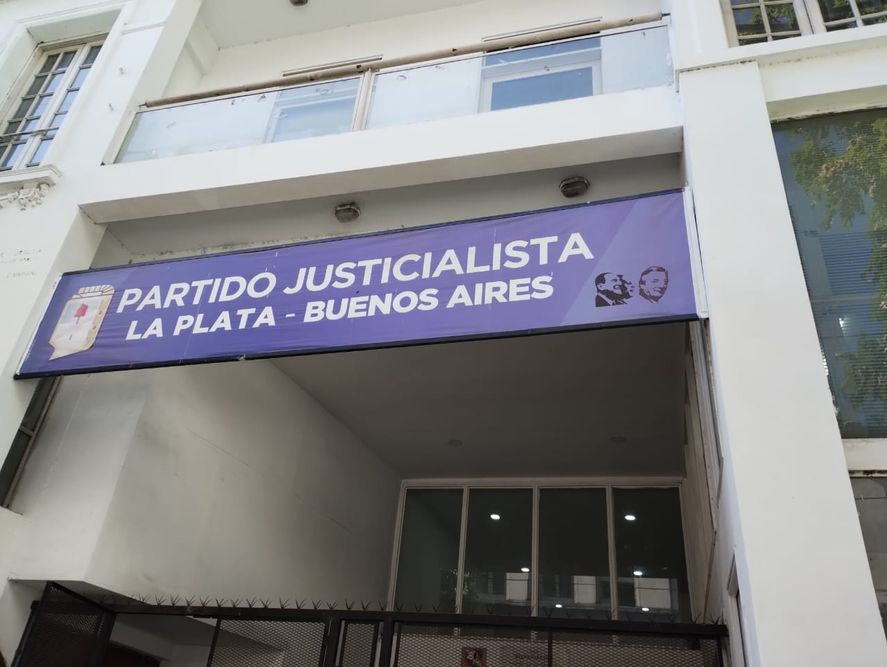 PARTIDO JUSTICIALISTA
LA PLATA - BUENOS AIRES